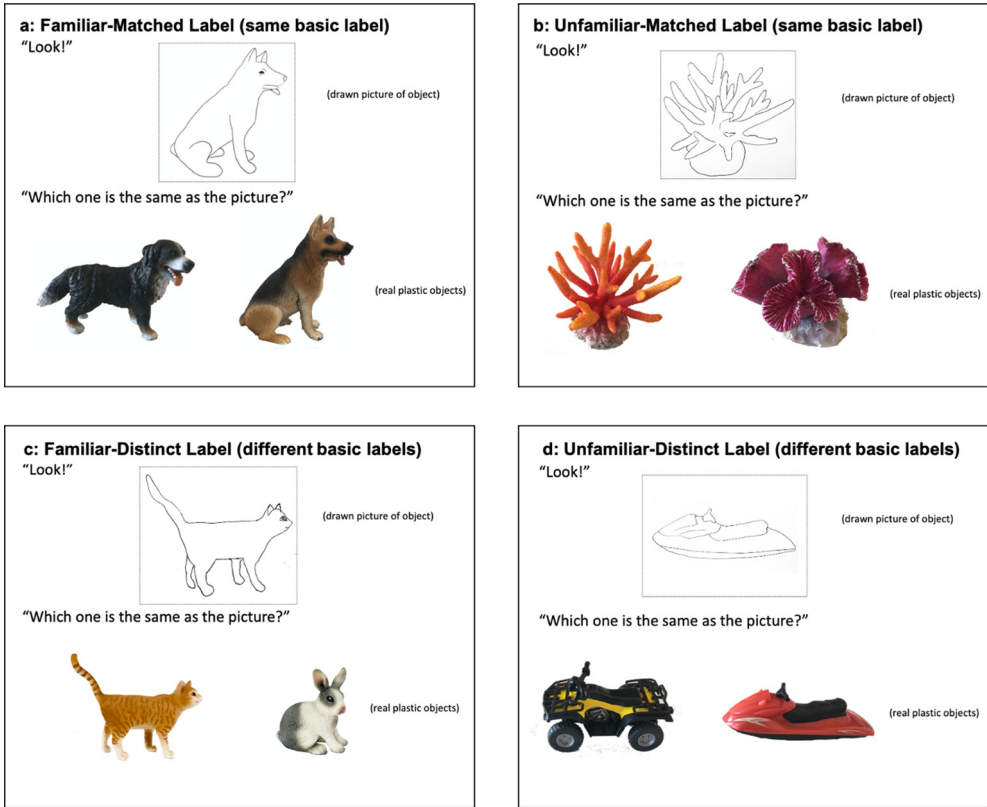 a: Familiar-Matched Label (same basic label)
“Look!”
(drawn picture of object)
“Which one is the same as the picture?”
(real plastic objects)
b: Unfamiliar-Matched Label (same basic label)
“Look!”
(drawn picture of object)
“Which one is the same as the picture?”
(real plastic objects)
c: Familiar-Distinct Label (different basic labels)
“Look!”
(drawn picture of object)
“Which one is the same as the picture?”
(real plastic objects)
d: Unfamiliar-Distinct Label (different basic labels)
“Look!”
(drawn picture of object)
“Which one is the same as the picture?”
(real plastic objects)